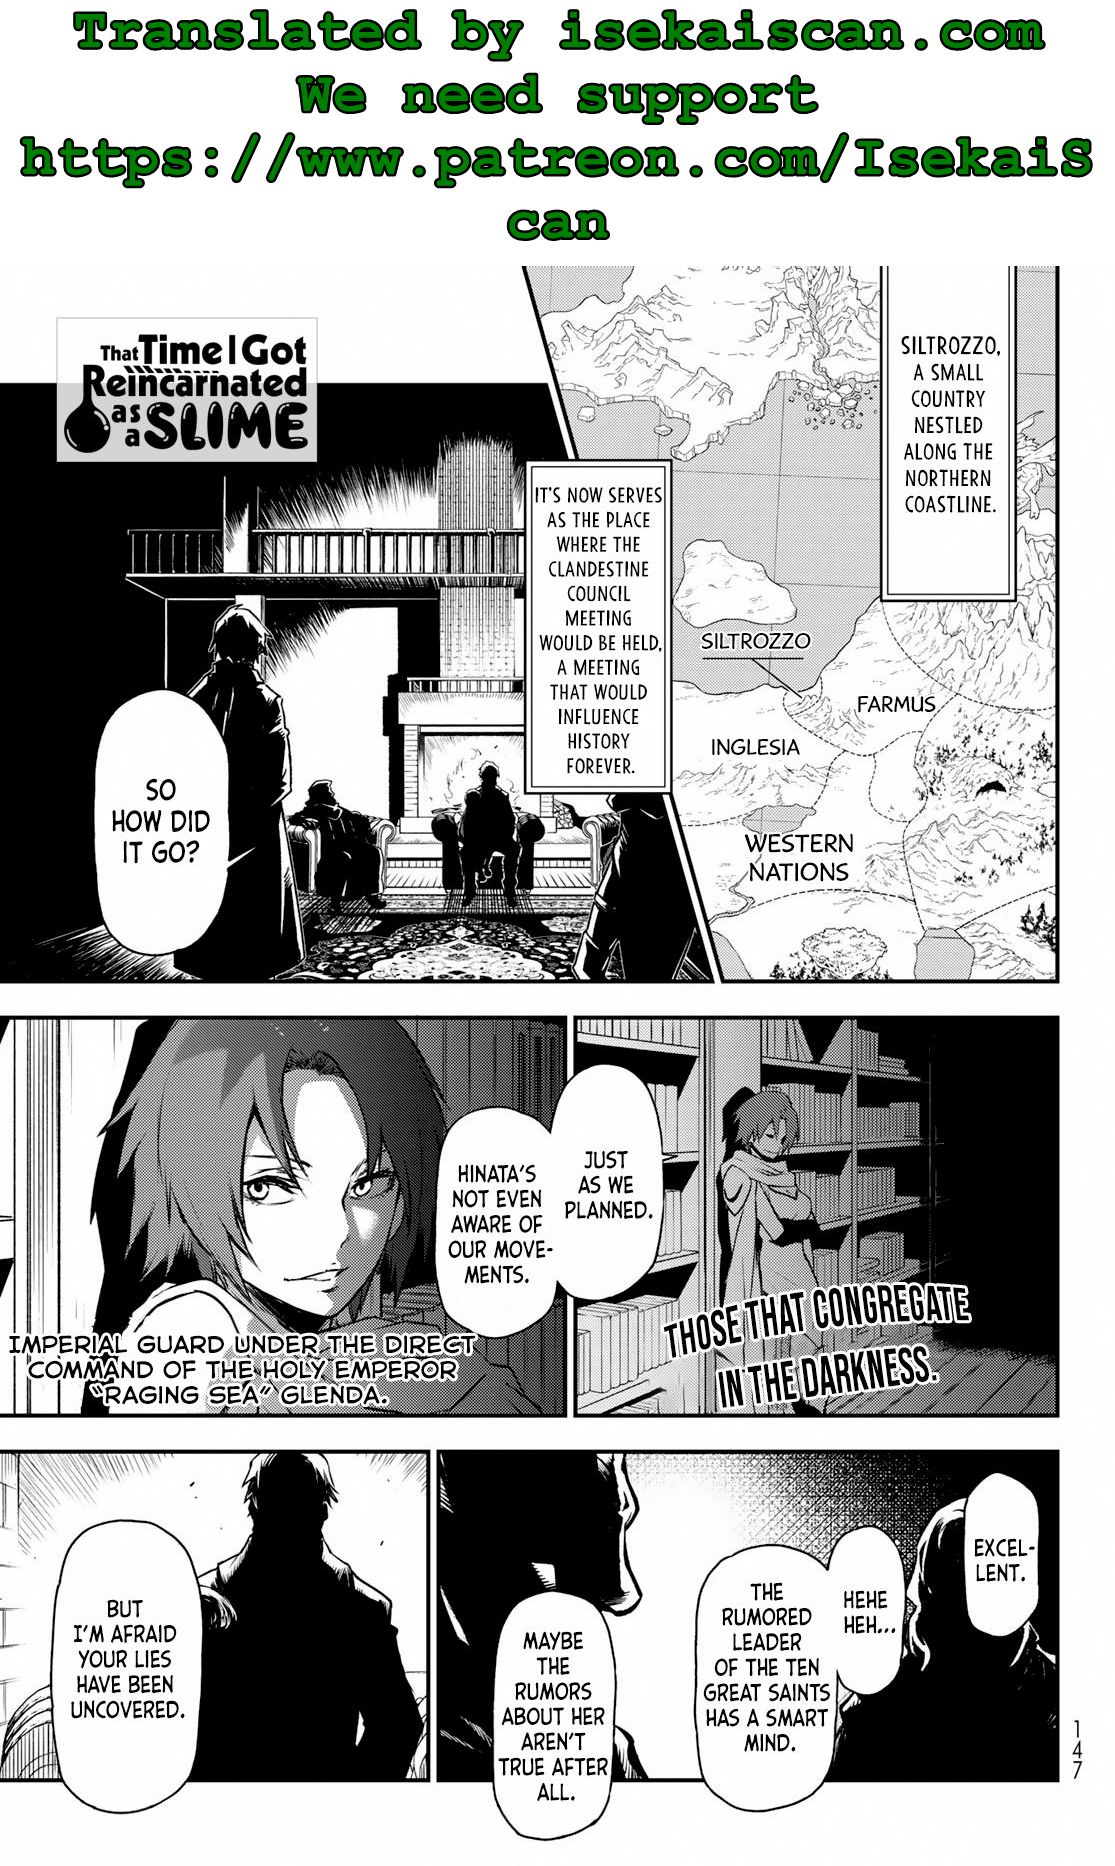 Translated by isekaiscan.com
We need support
https://www.patreon.com/IsekaiS
can
That Time I Got
Reincarnated
as
a SLIME
SILTROZZO,
A SMALL
COUNTRY
NESTLED
ALONG THE
NORTHERN
COASTLINE.
IT'S NOW SERVES
AS THE PLACE
WHERE THE
CLANDESTINE
COUNCIL
MEETING
WOULD BE HELD,
A MEETING
THAT WOULD
INFLUENCE
HISTORY
FOREVER.
SILTROZZO
FARMUS
INGLESIA
WESTERN
NATIONS
SO
HOW DID
IT GO?
JUST
AS WE
PLANNED.
THOSE THAT CONGREGATE
IN THE DARKNESS.
HINATA'S
NOT EVEN
AWARE OF
OUR MOVE-
MENTS.
IMPERIAL GUARD UNDER THE DIRECT
COMMAND OF THE HOLY EMPEROR
"RAGING SEA" GLENDA.
EXCEL-
LENT.
HEHE
HEH...
THE
RUMORED
LEADER
OF THE TEN
GREAT SAINTS
HAS A SMART
MIND.
MAYBE
THE
RUMORS
ABOUT HER
AREN'T
TRUE AFTER
ALL.
BUT
I'M AFRAID
YOUR LIES
HAVE BEEN
UNCOVERED.
147